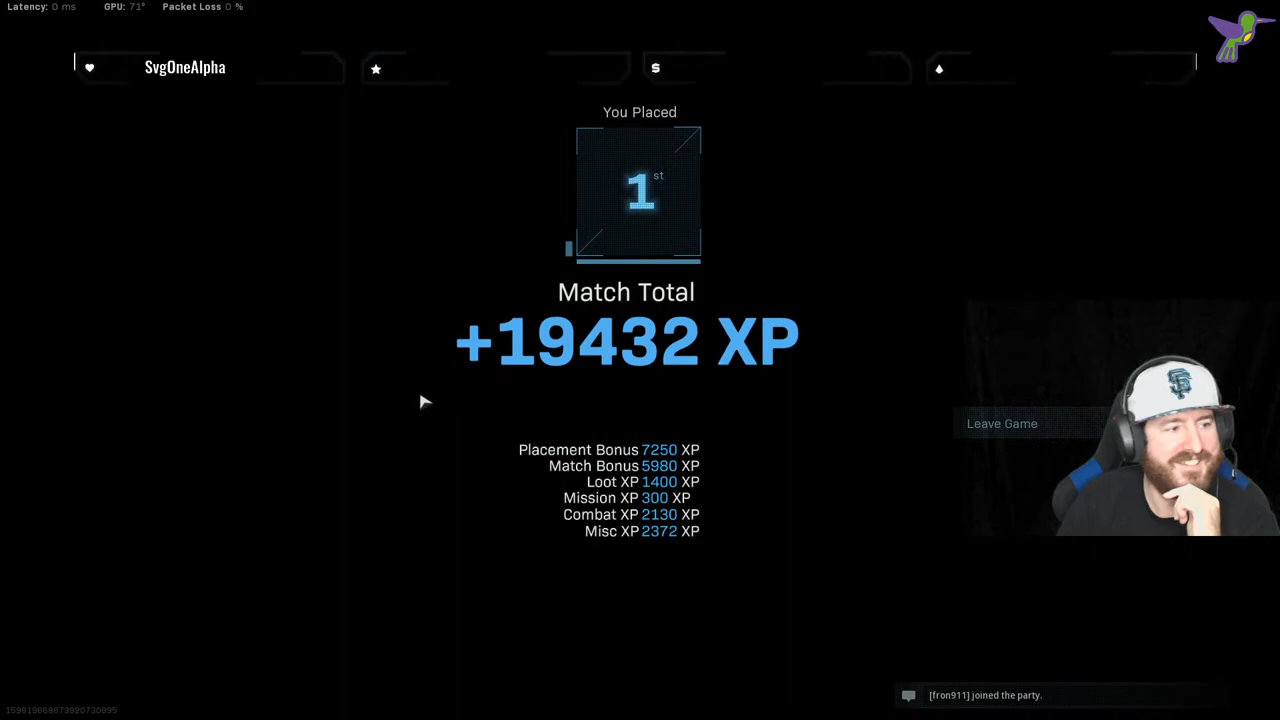 Latency: 0 ms GPU: 71° Packet Loss 0 %
SvgOneAlpha
You Placed
1st
Match Total
+19432 XP
Leave Game
Placement Bonus 7250 XP
Match Bonus 5980 XP
Loot XP 1400 XP
Mission XP 300 XP
Combat XP 2130 XP
Misc XP 2372 XP
[fron911] joined the party.